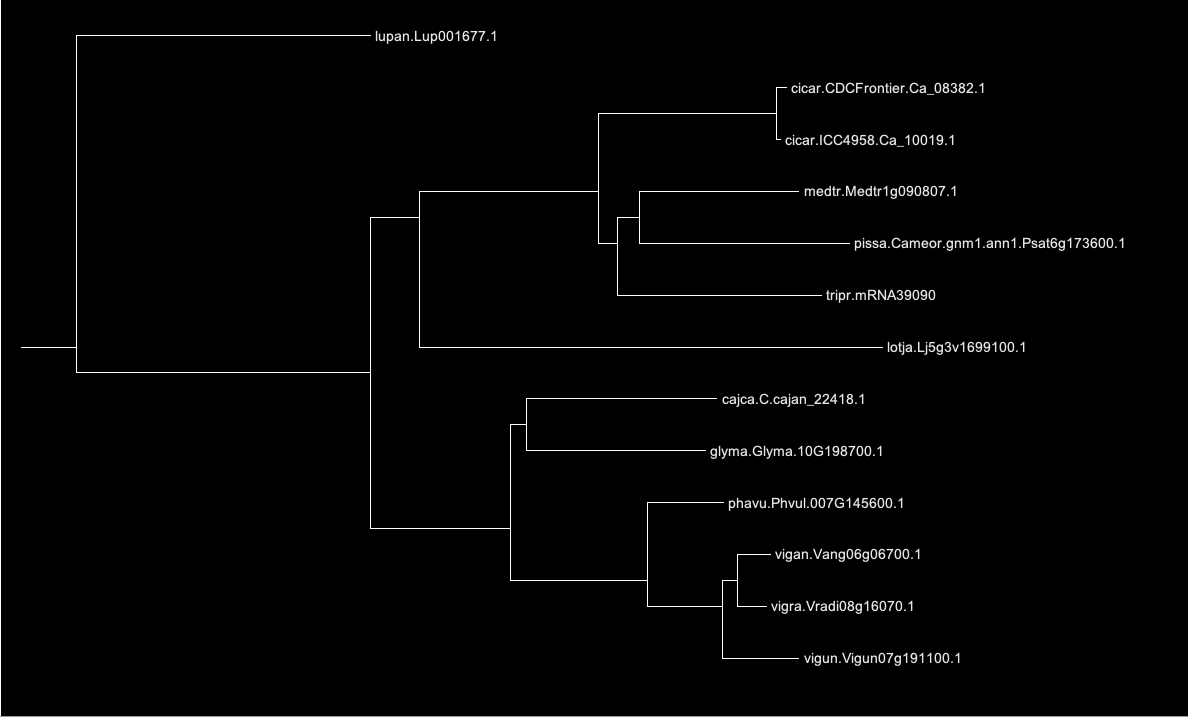 lupan.Lup001677.1
cicar.CDCFrontier.Ca_08382.1
cicar.ICC4958.Ca_10019.1
medtr.Medtr1g090807.1
pissa.Cameor.gnm1.ann1.Psat6g173600.1
tripr.mRNA39090
lotja.Lj5g3v1699100.1
cajca.C.cajan_22418.1
glyma.Glyma.10G198700.1
phavu.Phvul.007G145600.1
vigan.Vang06g06700.1
vigra.Vradi08g16070.1
vigun.Vigun07g191100.1